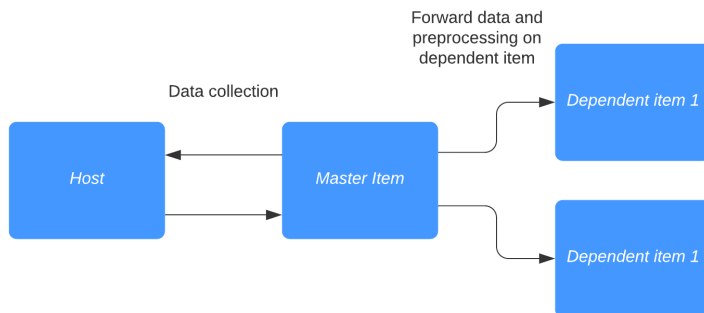 Forward data and
preprocessing on
dependent item
Data collection
Dependent item 1
Host
Master Item
Dependent item 1